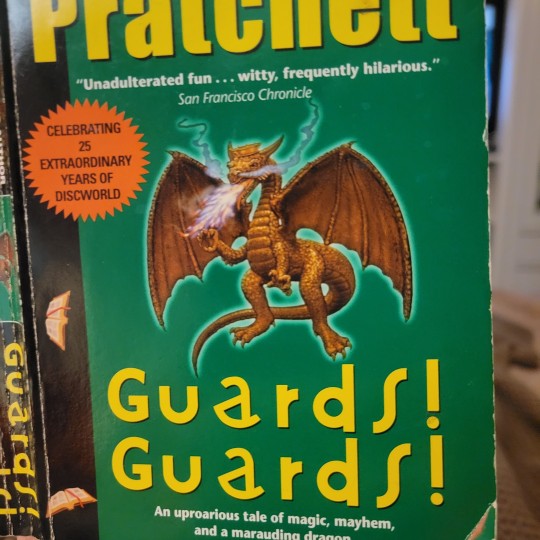 Pratchett
"Unadulterated fun . . . witty, frequently hilarious."
San Francisco Chronicle
CELEBRATING
25
EXTRAORDINARY
YEARS OF
DISCWORLD
Guards!
Guards!
An uproarious tale of magic, mayhem,
and a marauding dragon
Guards!